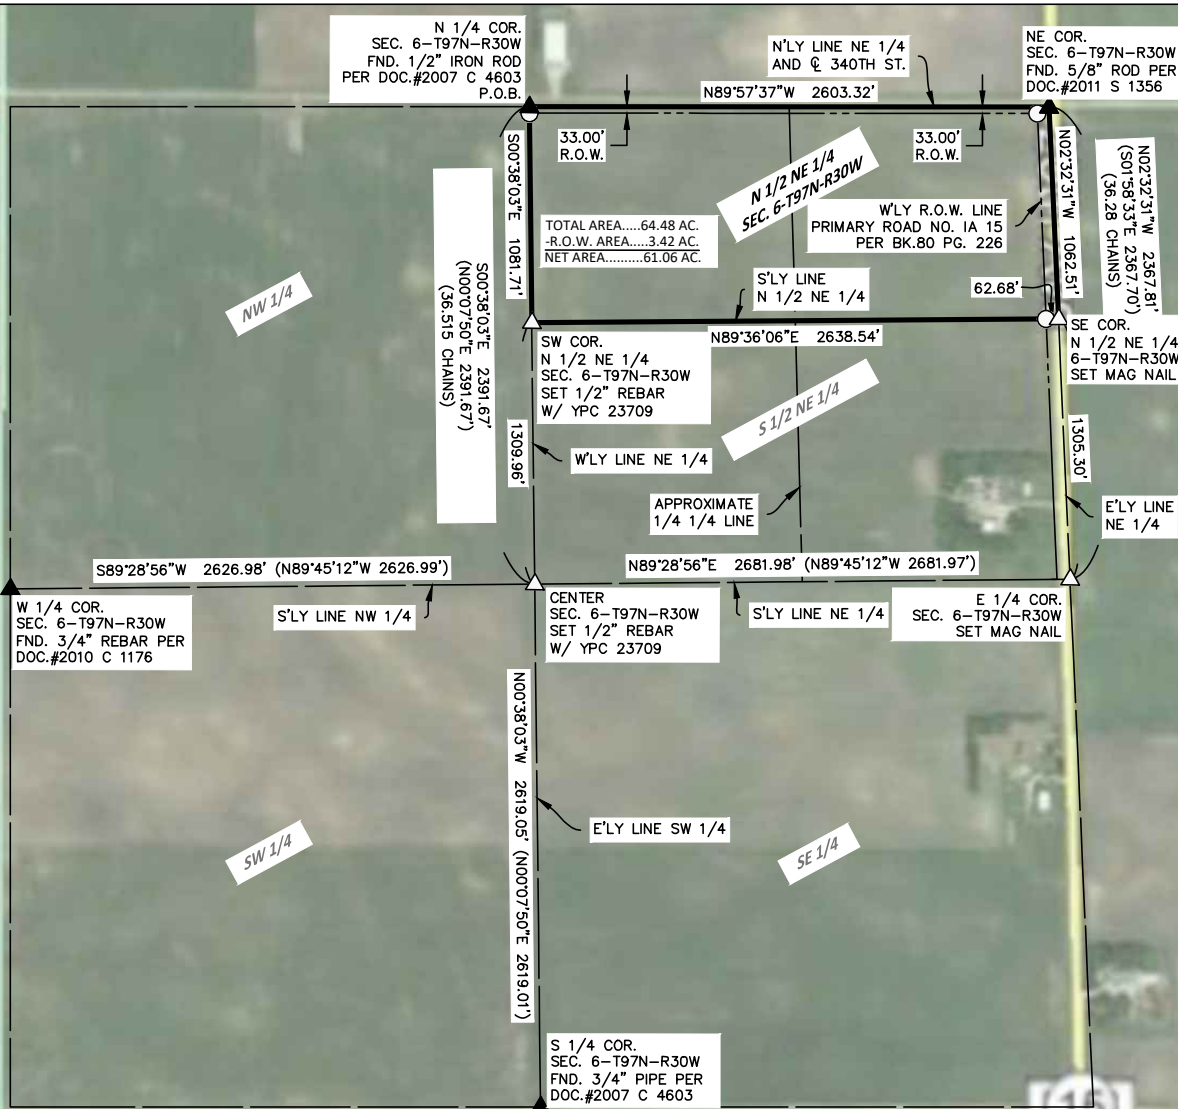 N 1/4 COR.
SEC. 6-T97N-R30W
FND. 1/2" IRON ROD
PER DOC.#2007 C 4603
P.O.B.
N'LY LINE NE 1/4
AND ℄ 340TH ST.
NE COR.
SEC. 6-T97N-R30W
FND. 5/8" ROD PER
DOC.#2011 S 1356
N89°57'37"W 2603.32'
33.00'
R.O.W.
33.00'
R.O.W.
S00°38'03"E 1081.71'
N 1/2 NE 1/4
SEC. 6-T97N-R30W
N02°32'31"W 1062.51'
N02°32'31"W 2367.81'
(S01°58'33"E 2367.70')
(36.28 CHAINS)
W'LY R.O.W. LINE
PRIMARY ROAD NO. IA 15
PER BK.80 PG. 226
TOTAL AREA.....64.48 AC.
-R.O.W. AREA....3.42 AC.
NET AREA..........61.06 AC.
S00°38'03"E 2391.67'
(N00°07'50"E 2391.67')
(36.515 CHAINS)
NW 1/4
S'LY LINE
N 1/2 NE 1/4
62.68'
N89°36'06"E 2638.54'
SW COR.
N 1/2 NE 1/4
SEC. 6-T97N-R30W
SET 1/2" REBAR
W/ YPC 23709
SE COR.
N 1/2 NE 1/4
6-T97N-R30W
SET MAG NAIL
S 1/2 NE 1/4
1309.96'
W'LY LINE NE 1/4
1305.30'
APPROXIMATE
1/4 1/4 LINE
E'LY LINE
NE 1/4
S89°28'56"W 2626.98' (N89°45'12"W 2626.99')
N89°28'56"E 2681.98' (N89°45'12"W 2681.97')
W 1/4 COR.
SEC. 6-T97N-R30W
FND. 3/4" REBAR PER
DOC.#2010 C 1176
S'LY LINE NW 1/4
CENTER
SEC. 6-T97N-R30W
SET 1/2" REBAR
W/ YPC 23709
S'LY LINE NE 1/4
E 1/4 COR.
SEC. 6-T97N-R30W
SET MAG NAIL
N00°38'03"W 2619.05' (N00°07'50"E 2619.01')
E'LY LINE SW 1/4
SW 1/4
SE 1/4
S 1/4 COR.
SEC. 6-T97N-R30W
FND. 3/4" PIPE PER
DOC.#2007 C 4603